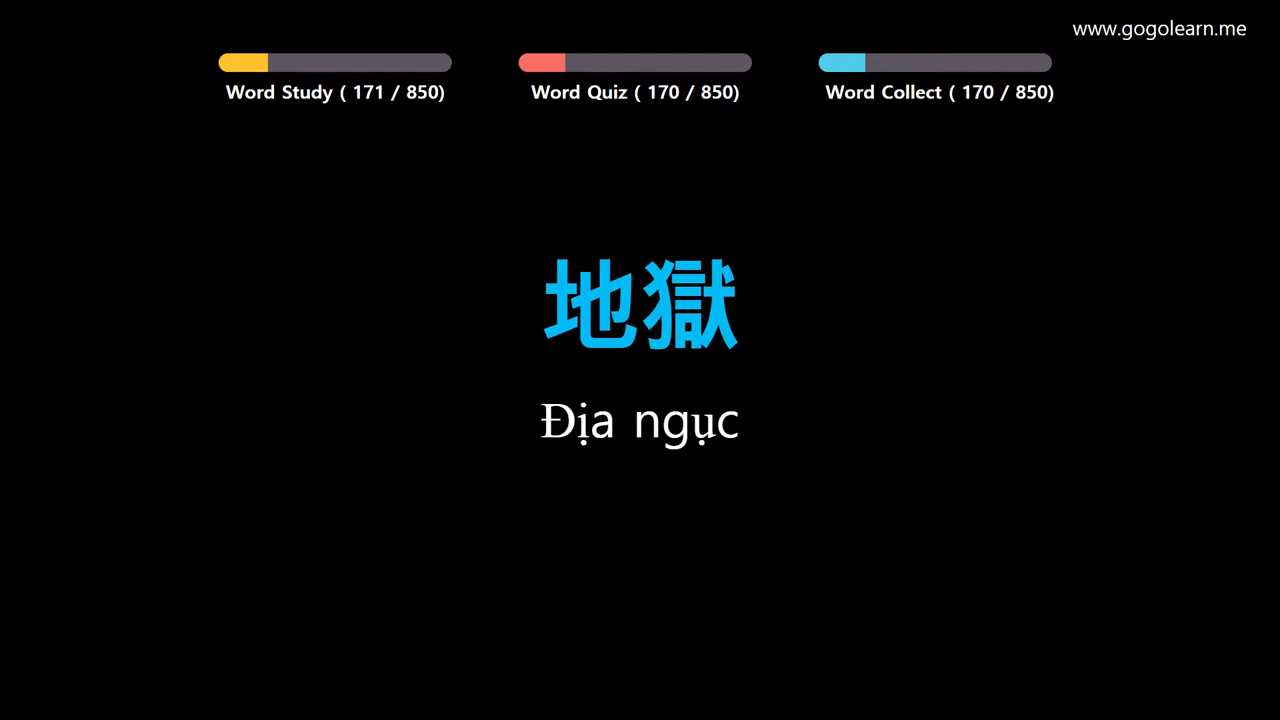 www.gogolearn.me
Word Study ( 171 / 850)
Word Quiz ( 170 / 850)
Word Collect ( 170 / 850)
地獄
Địa ngục